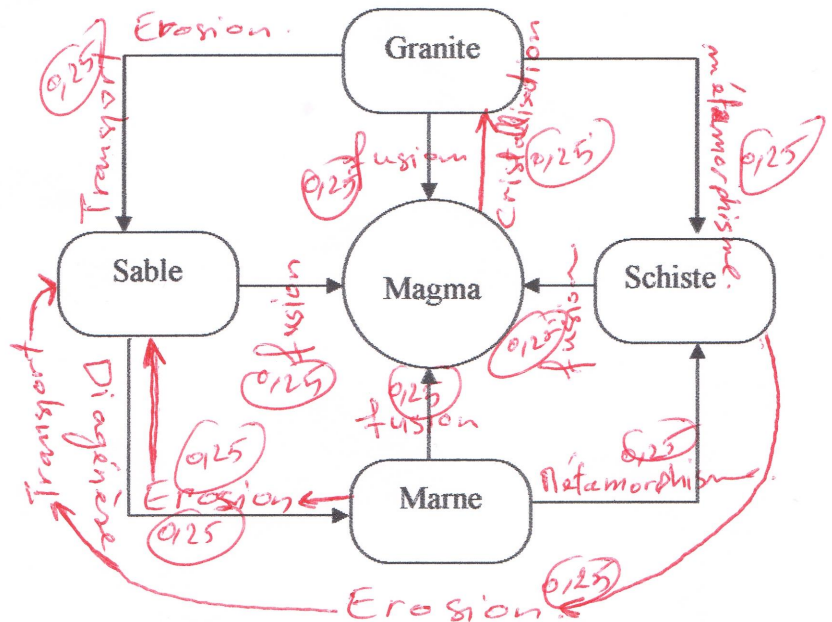 Erosion.
Granite
0,25
Transport
fusion
0,25
Cristallisation
0,25
métamorphisme.
0,25
Sable
Magma
Schiste
fusion
0,25
0,25
fusion
0,25
fusion
transport
Diagénèse
0,25
Erosion
0,25
Marne
0,25
Métamorphisme
0,25
Erosion.